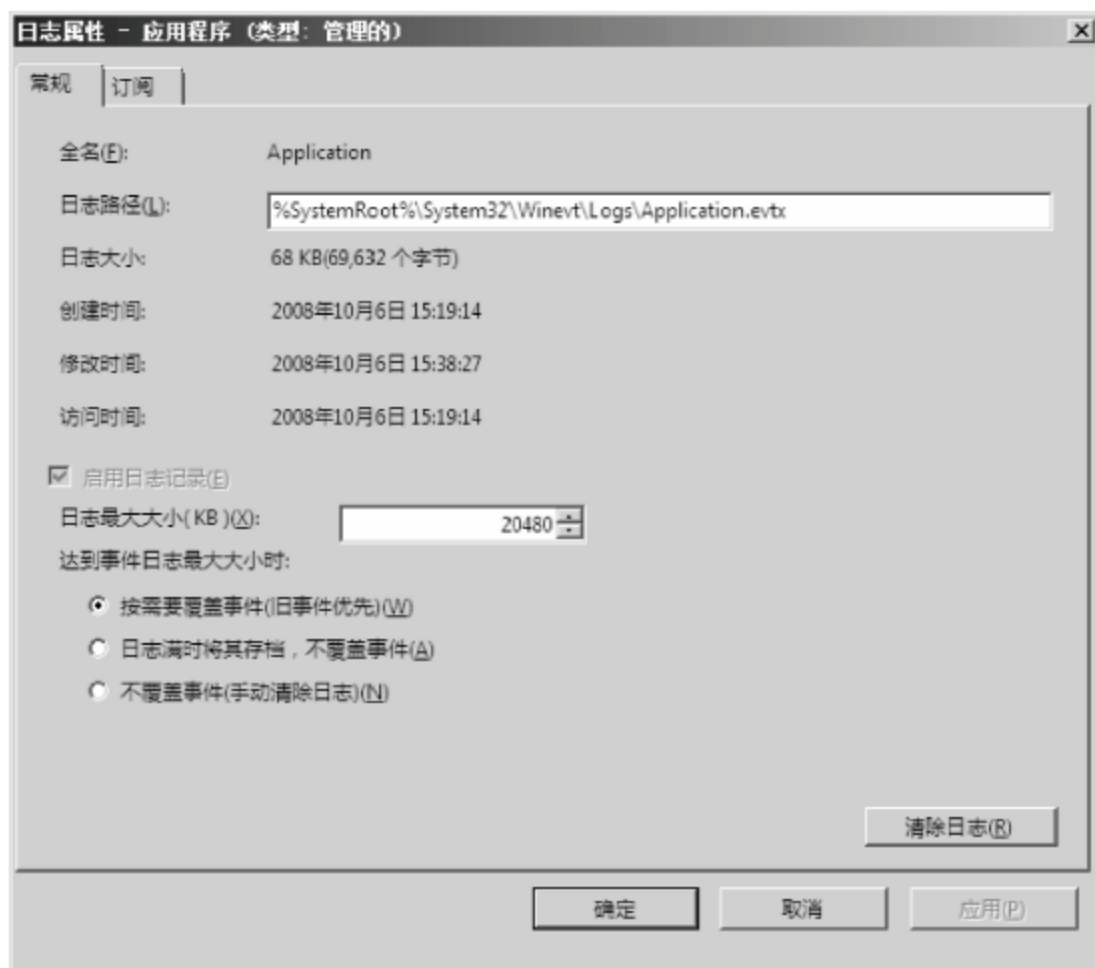 日志属性 - 应用程序 (类型: 管理的)
常规 订阅
全名(F): Application
日志路径(L): %SystemRoot%\System32\Winevt\Logs\Application.evtx
日志大小: 68 KB(69,632 个字节)
创建时间: 2008年10月6日 15:19:14
修改时间: 2008年10月6日 15:38:27
访问时间: 2008年10月6日 15:19:14
启用日志记录(E)
日志最大大小( KB )(X): 20480
达到事件日志最大大小时:
按需要覆盖事件(旧事件优先)(W)
日志满时将其存档，不覆盖事件(A)
不覆盖事件(手动清除日志)(N)
清除日志(R)
确定 取消 应用(P)